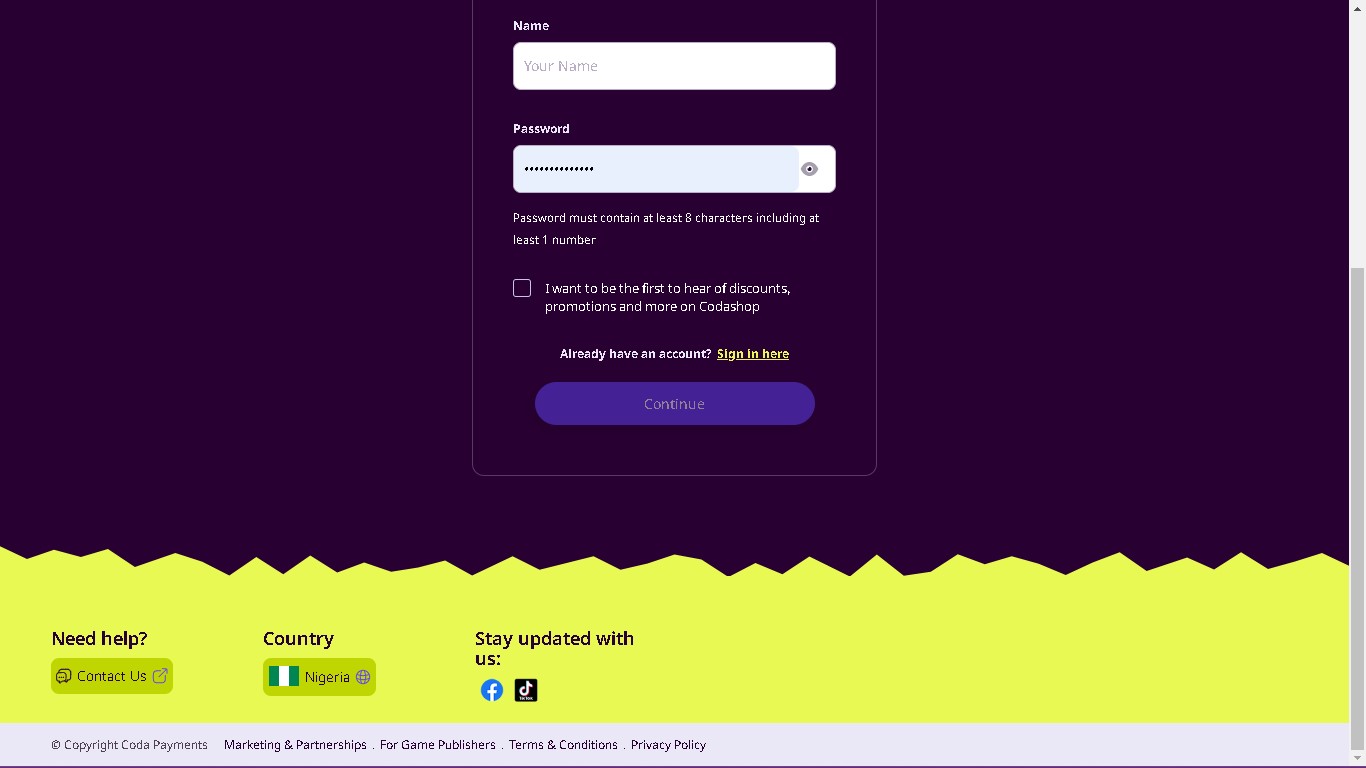 Name
Your Name
Password
••••••••••••••
Password must contain at least 8 characters including at
least 1 number
I want to be the first to hear of discounts,
promotions and more on Codashop
Already have an account? Sign in here
Continue
Need help?
Contact Us
Country
Nigeria
Stay updated with
us:
TikTok
© Copyright Coda Payments Marketing & Partnerships . For Game Publishers . Terms & Conditions . Privacy Policy